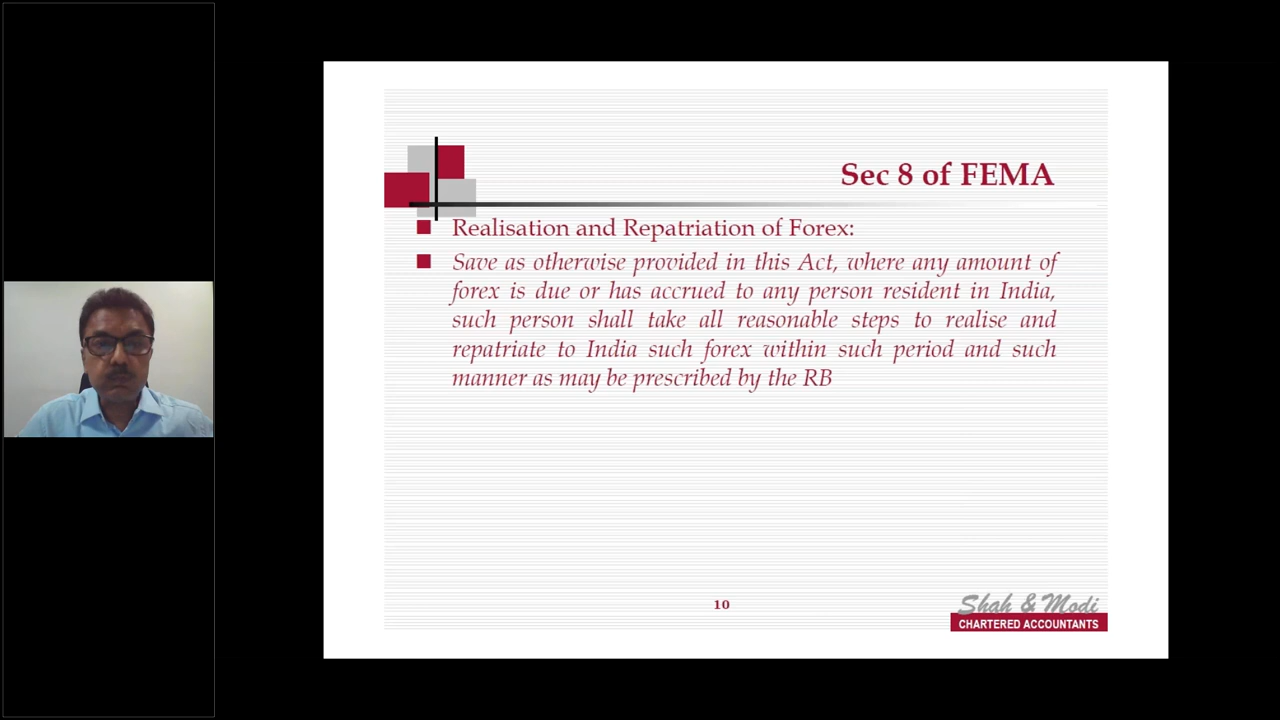 Sec 8 of FEMA
Realisation and Repatriation of Forex:
Save as otherwise provided in this Act, where any amount of
forex is due or has accrued to any person resident in India,
such person shall take all reasonable steps to realise and
repatriate to India such forex within such period and such
manner as may be prescribed by the RB
10
Shah & Modi
CHARTERED ACCOUNTANTS